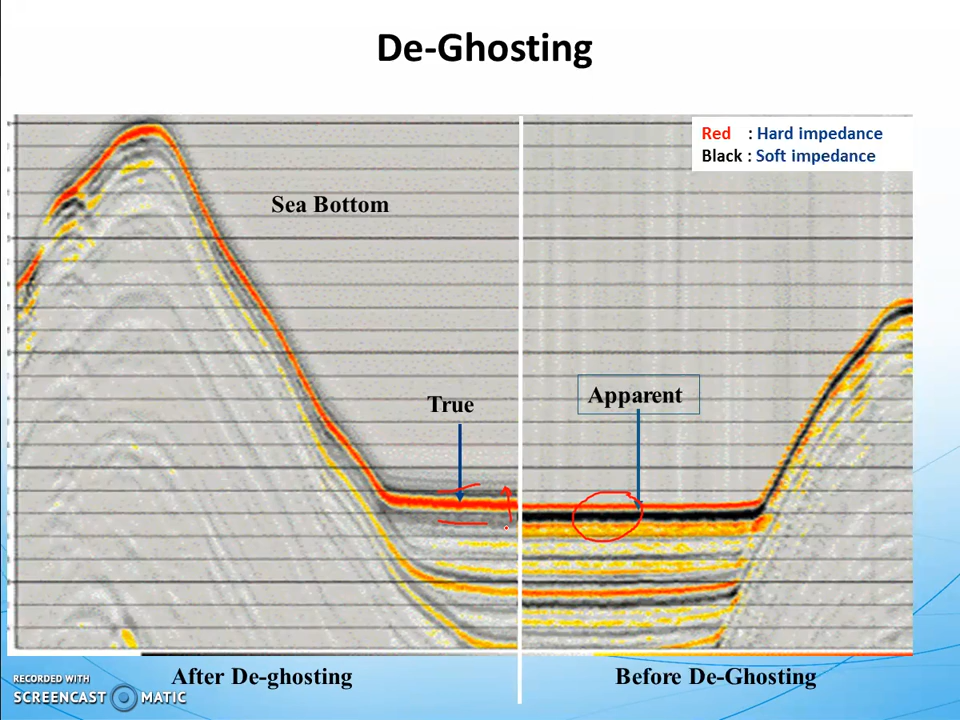 De-Ghosting
Red : Hard impedance
Black : Soft impedance
Sea Bottom
True
Apparent
After De-ghosting
Before De-Ghosting
RECORDED WITH
SCREENCAST MATIC